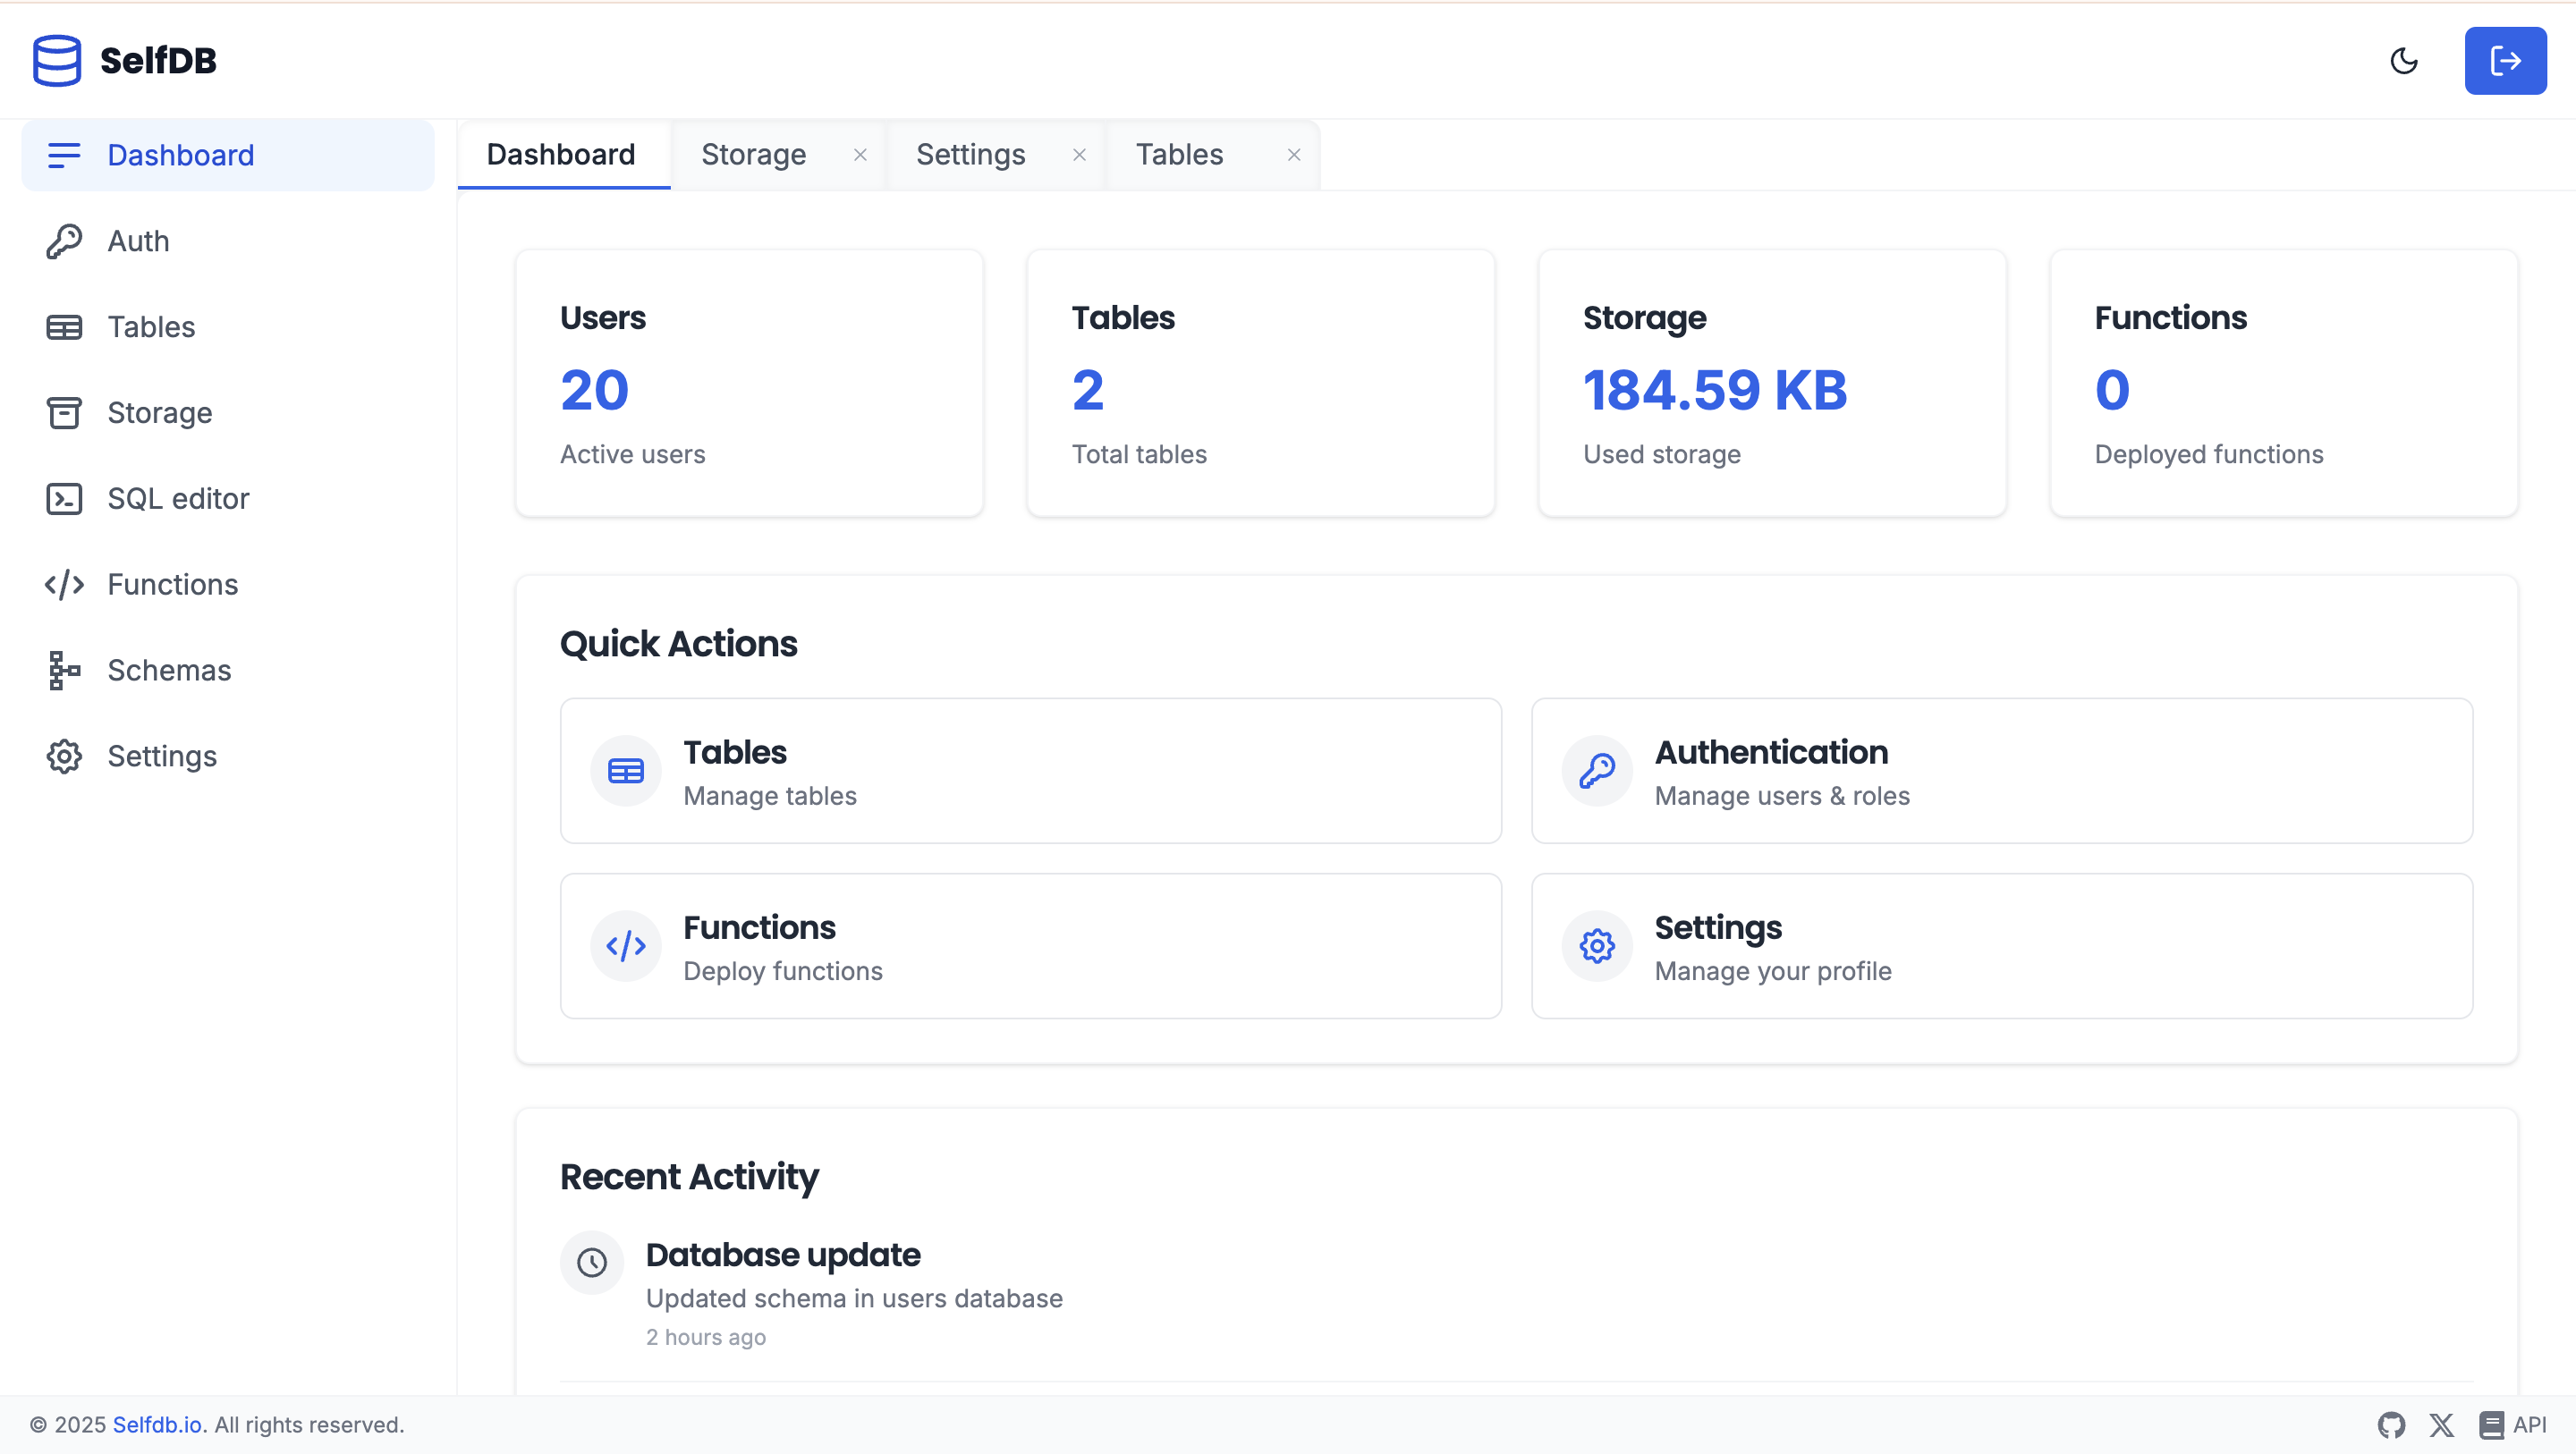 SelfDB
Dashboard
Auth
Tables
Storage
SQL editor
Functions
Schemas
Settings
Dashboard
Storage
Settings
Tables
Users
20
Active users
Tables
2
Total tables
Storage
184.59 KB
Used storage
Functions
0
Deployed functions
Quick Actions
Tables
Manage tables
Authentication
Manage users & roles
Functions
Deploy functions
Settings
Manage your profile
Recent Activity
Database update
Updated schema in users database
2 hours ago
© 2025 Selfdb.io. All rights reserved.
API